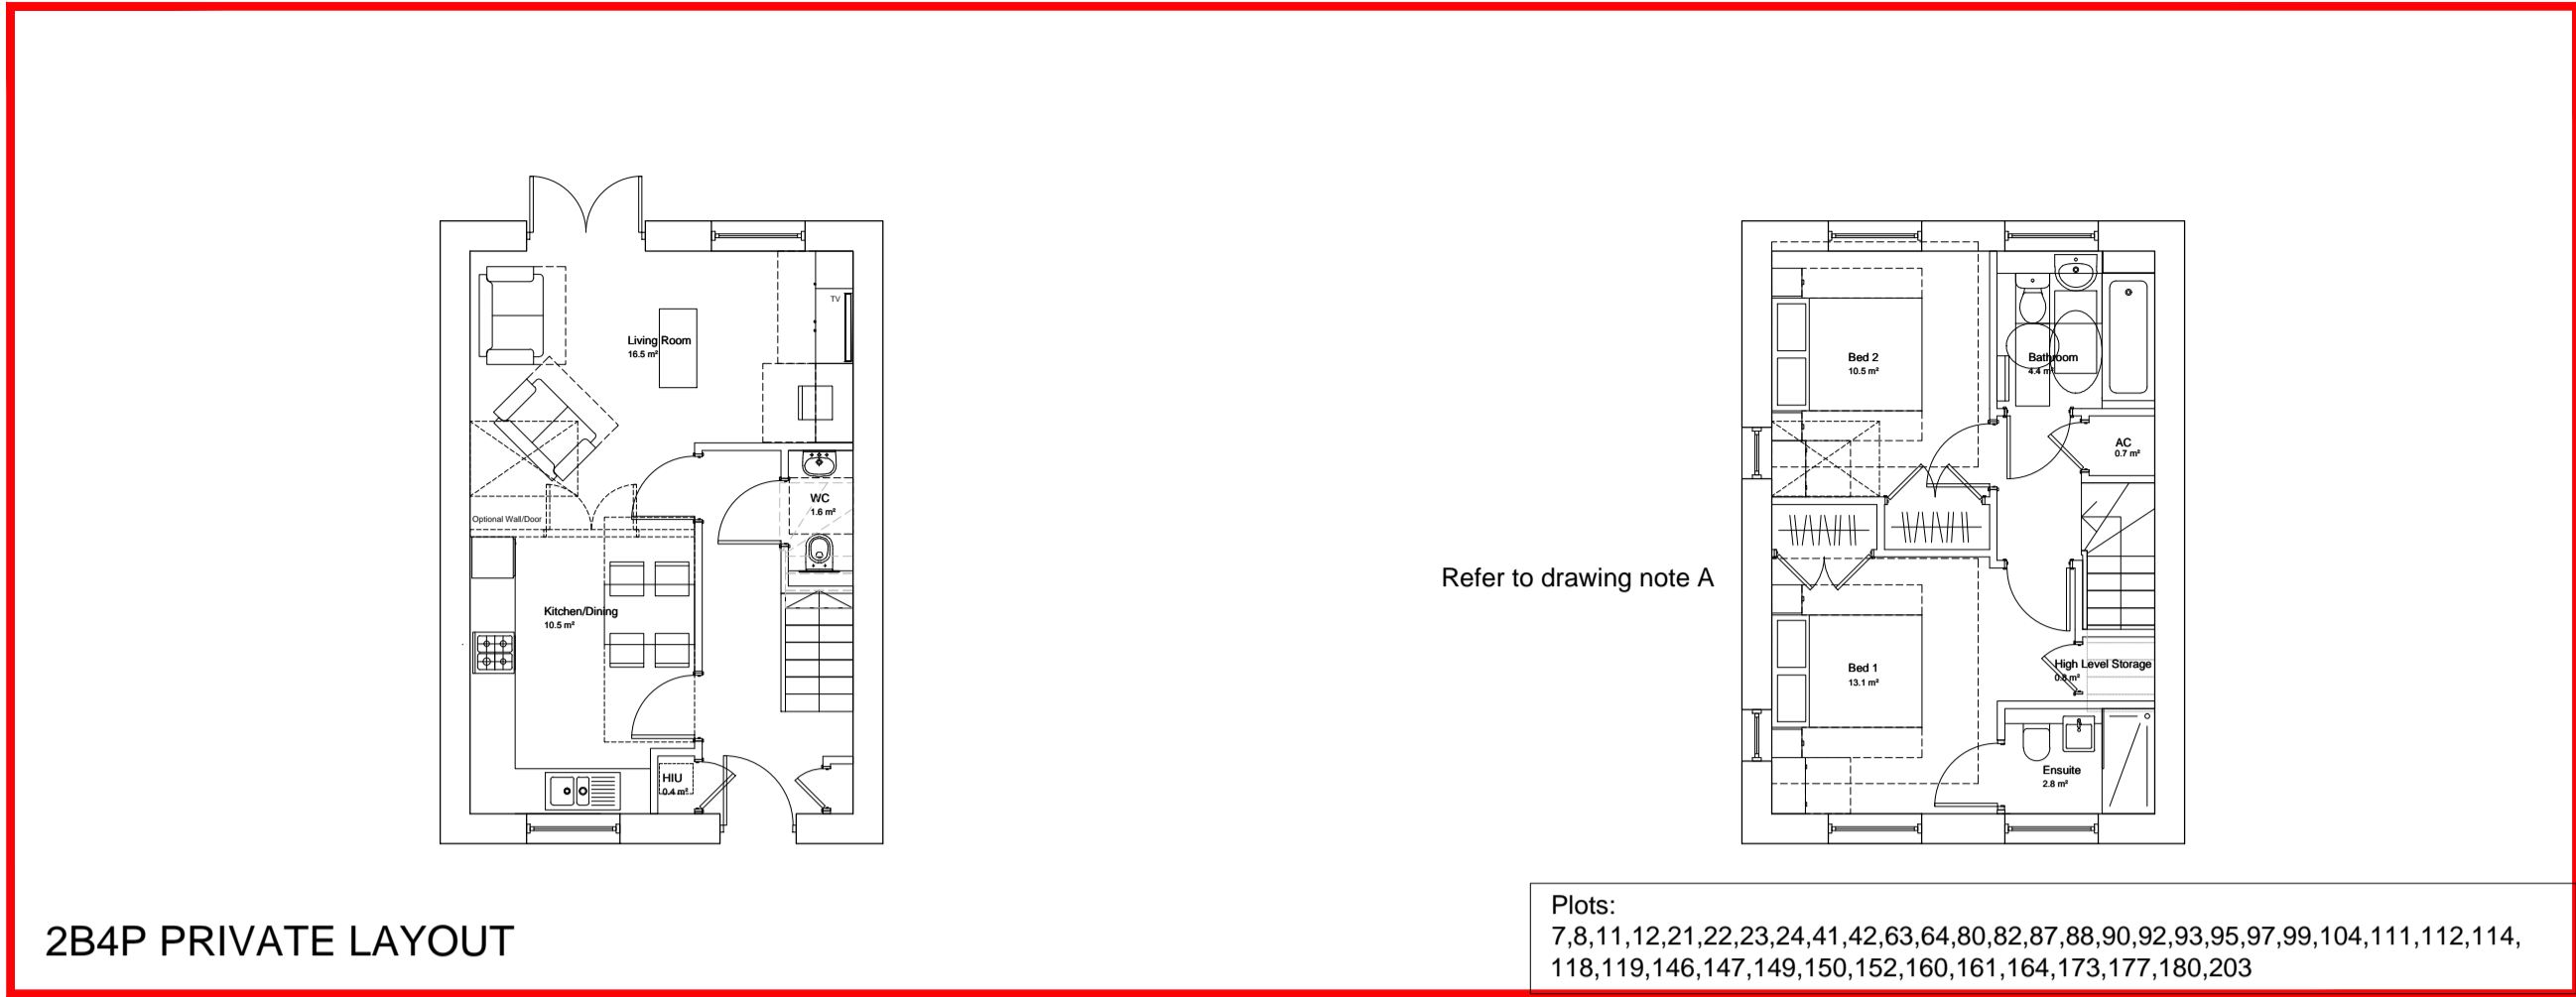 TV
Living Room
16.5 m²
WC
1.6 m²
Optional Wall/Door
Kitchen/Dining
10.5 m²
HIU
0.4 m²
Bed 2
10.5 m²
Bathroom
4.4 m²
AC
0.7 m²
Refer to drawing note A
Bed 1
13.1 m²
High Level Storage
Ensuite
2.8 m²
2B4P PRIVATE LAYOUT
Plots:
7,8,11,12,21,22,23,24,41,42,63,64,80,82,87,88,90,92,93,95,97,99,104,111,112,114,
118,119,146,147,149,150,152,160,161,164,173,177,180,203